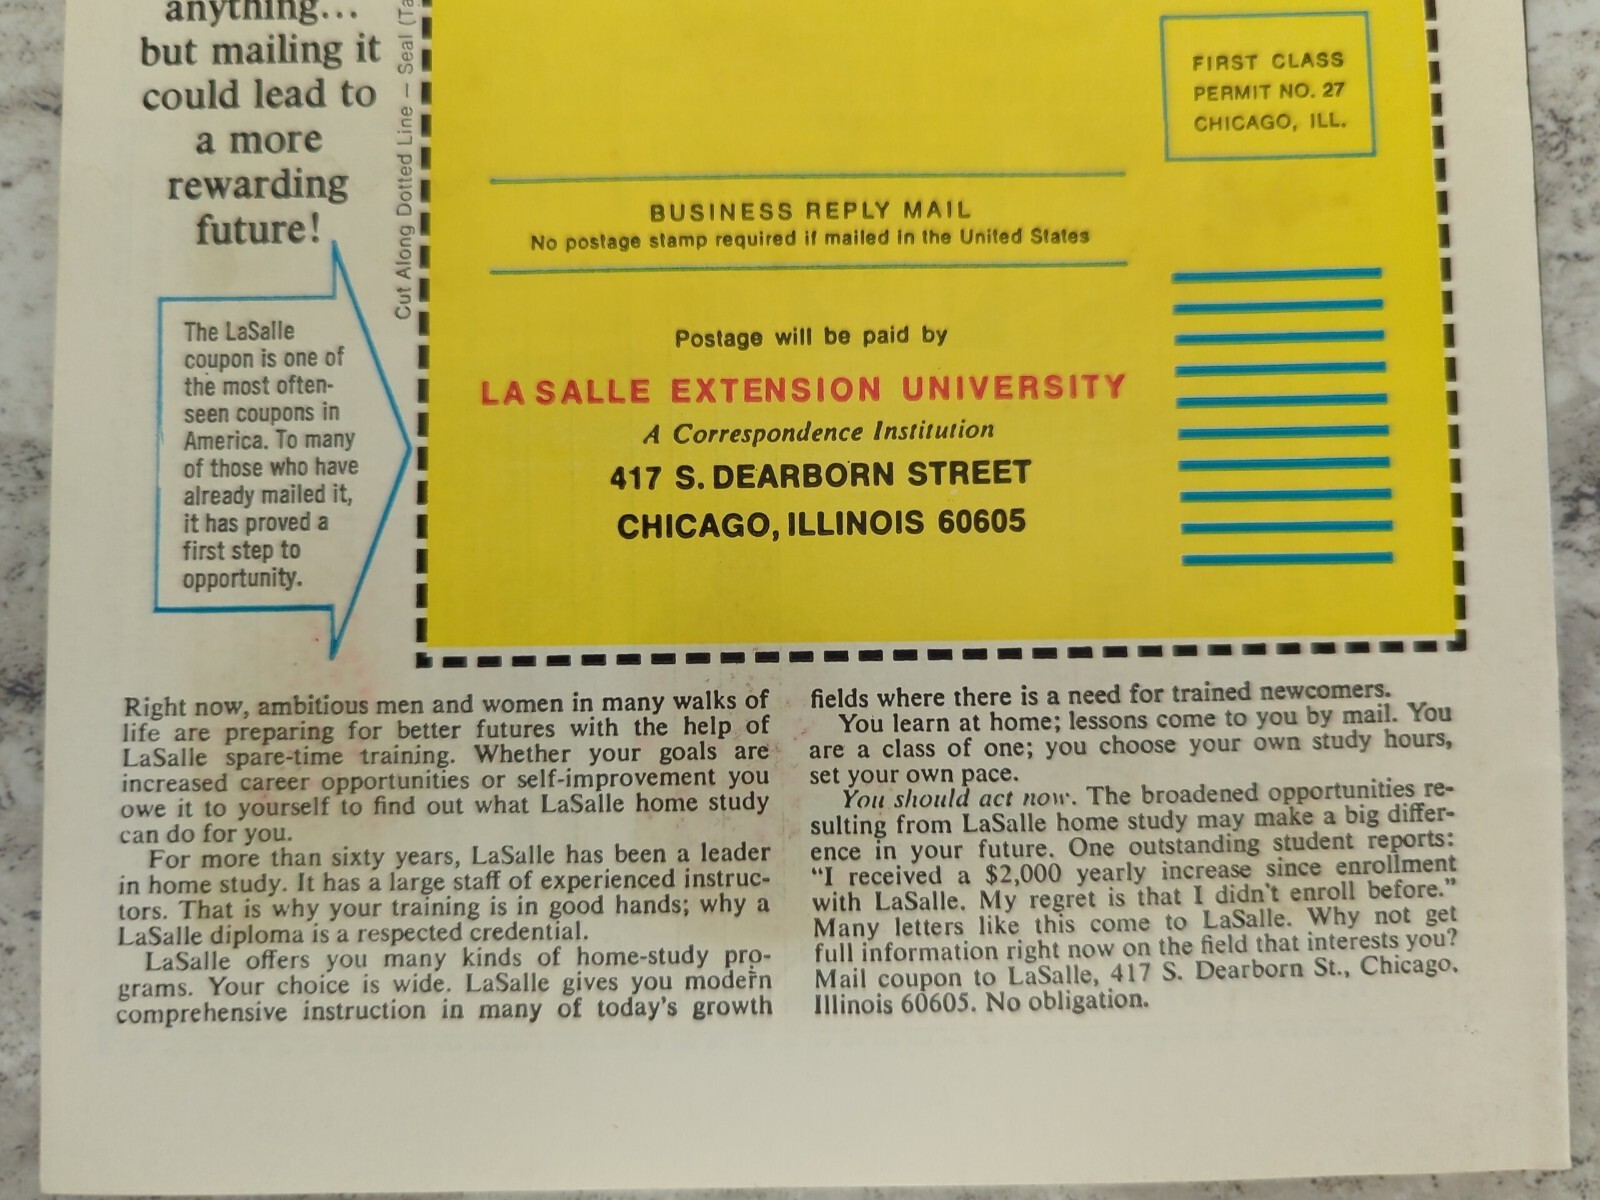 anything...
but mailing it
could lead to
a more
rewarding
future!
Cut Along Dotted Line – Seal (Ta
The LaSalle
coupon is one of
the most often-
seen coupons in
America. To many
of those who have
already mailed it,
it has proved a
first step to
opportunity.
FIRST CLASS
PERMIT NO. 27
CHICAGO, ILL.
BUSINESS REPLY MAIL
No postage stamp required if mailed in the United States
Postage will be paid by
LA SALLE EXTENSION UNIVERSITY
A Correspondence Institution
417 S. DEARBORN STREET
CHICAGO, ILLINOIS 60605
Right now, ambitious men and women in many walks of
life are preparing for better futures with the help of
LaSalle spare-time training. Whether your goals are
increased career opportunities or self-improvement you
owe it to yourself to find out what LaSalle home study
can do for you.
For more than sixty years, LaSalle has been a leader
in home study. It has a large staff of experienced instruc-
tors. That is why your training is in good hands; why a
LaSalle diploma is a respected credential.
LaSalle offers you many kinds of home-study pro-
grams. Your choice is wide. LaSalle gives you modern
comprehensive instruction in many of today's growth
fields where there is a need for trained newcomers.
You learn at home; lessons come to you by mail. You
are a class of one; you choose your own study hours,
set your own pace.
You should act now. The broadened opportunities re-
sulting from LaSalle home study may make a big differ-
ence in your future. One outstanding student reports:
“I received a $2,000 yearly increase since enrollment
with LaSalle. My regret is that I didn't enroll before.”
Many letters like this come to LaSalle. Why not get
full information right now on the field that interests you?
Mail coupon to LaSalle, 417 S. Dearborn St., Chicago,
Illinois 60605. No obligation.